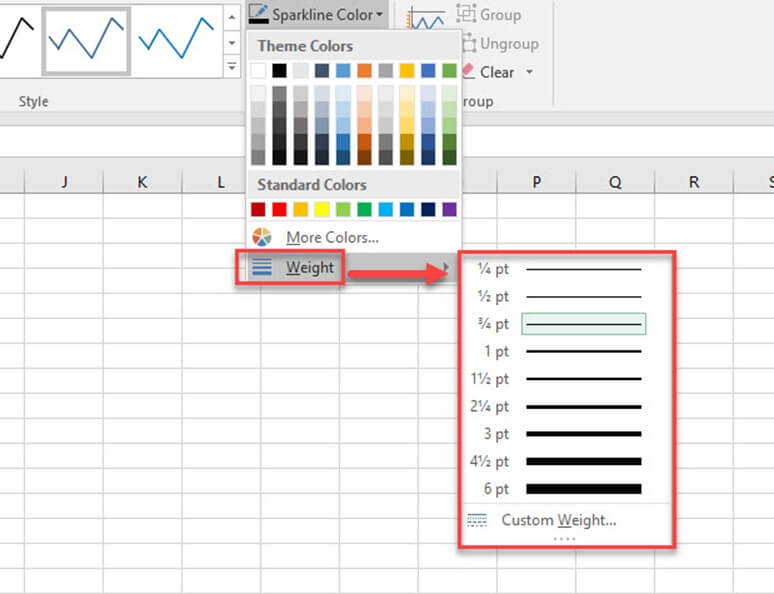 Sparkline Color
Group
Ungroup
Clear
Style
roup
Theme Colors
Standard Colors
More Colors...
Weight
J K L P Q R S
¼ pt
½ pt
¾ pt
1 pt
1½ pt
2¼ pt
3 pt
4½ pt
6 pt
Custom Weight...